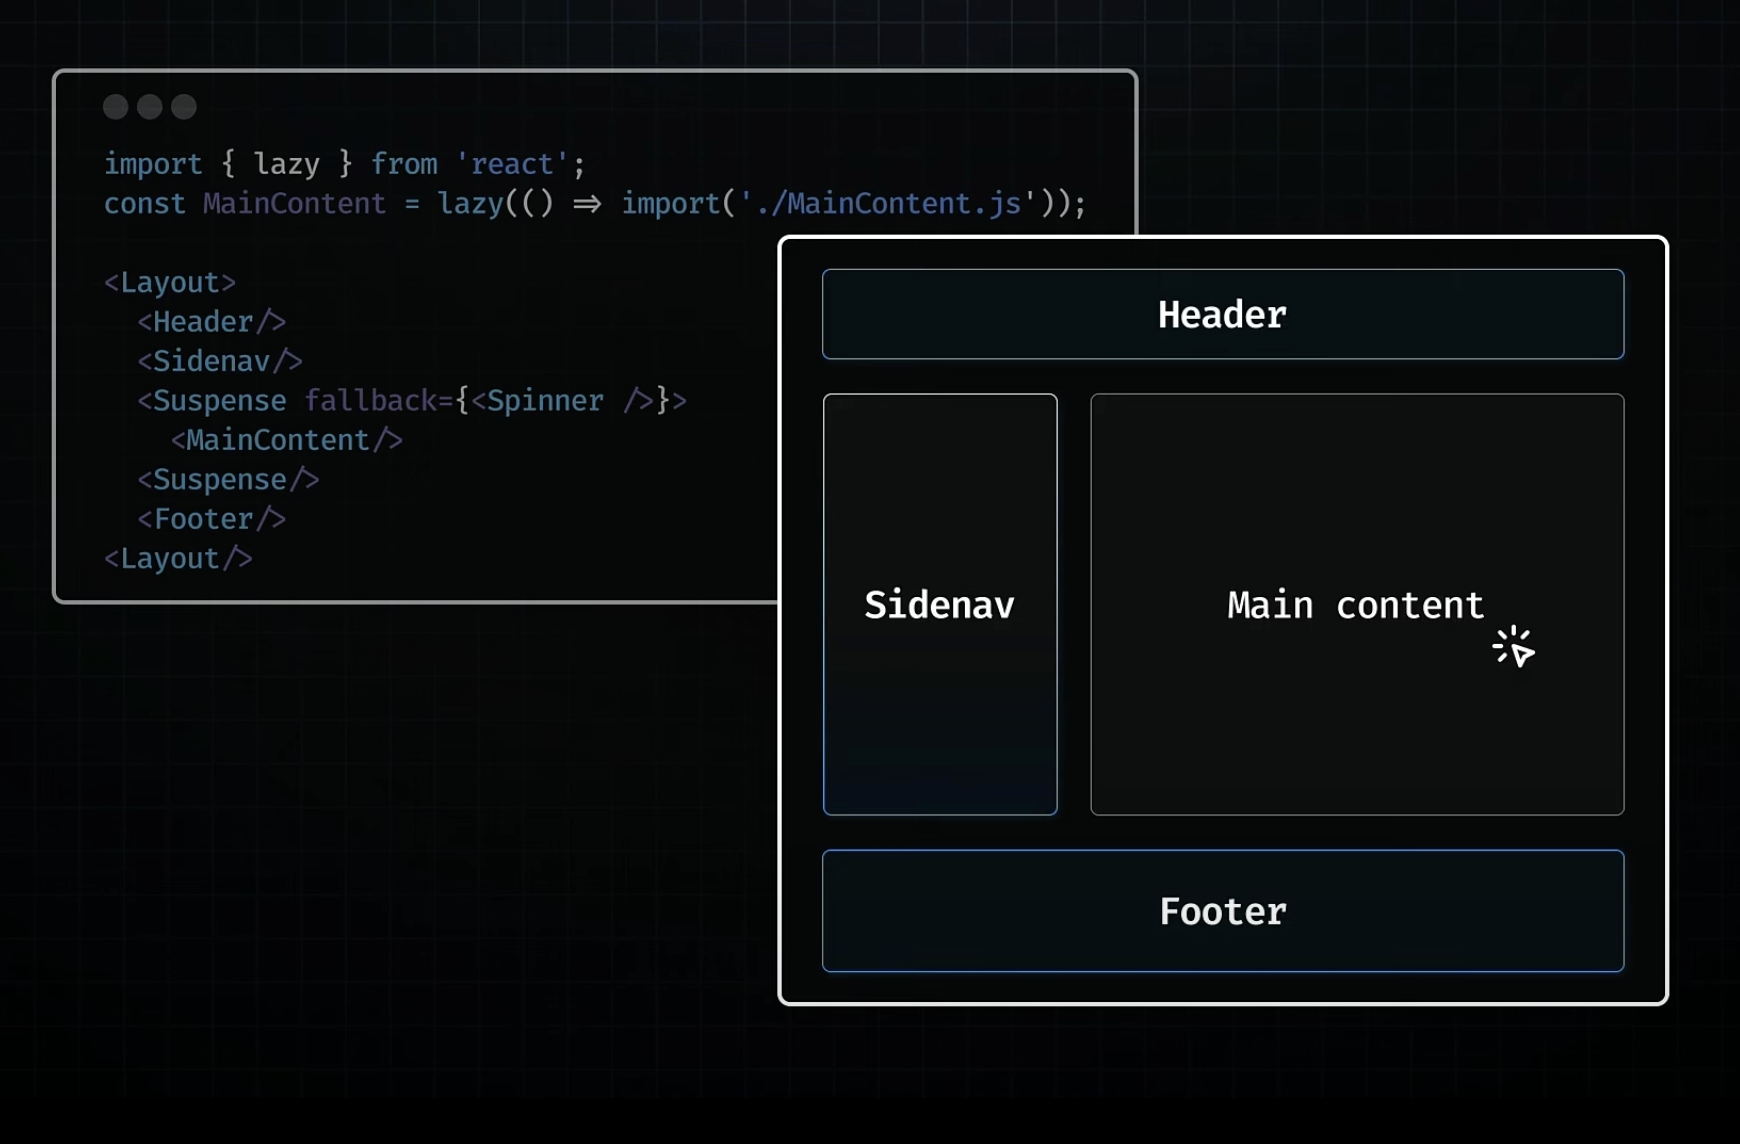 import { lazy } from 'react';
const MainContent = lazy(() => import('./MainContent.js'));
<Layout>
  <Header/>
  <Sidenav/>
  <Suspense fallback={<Spinner />}>
    <MainContent/>
  <Suspense/>
  <Footer/>
<Layout/>
Header
Sidenav
Main content
Footer